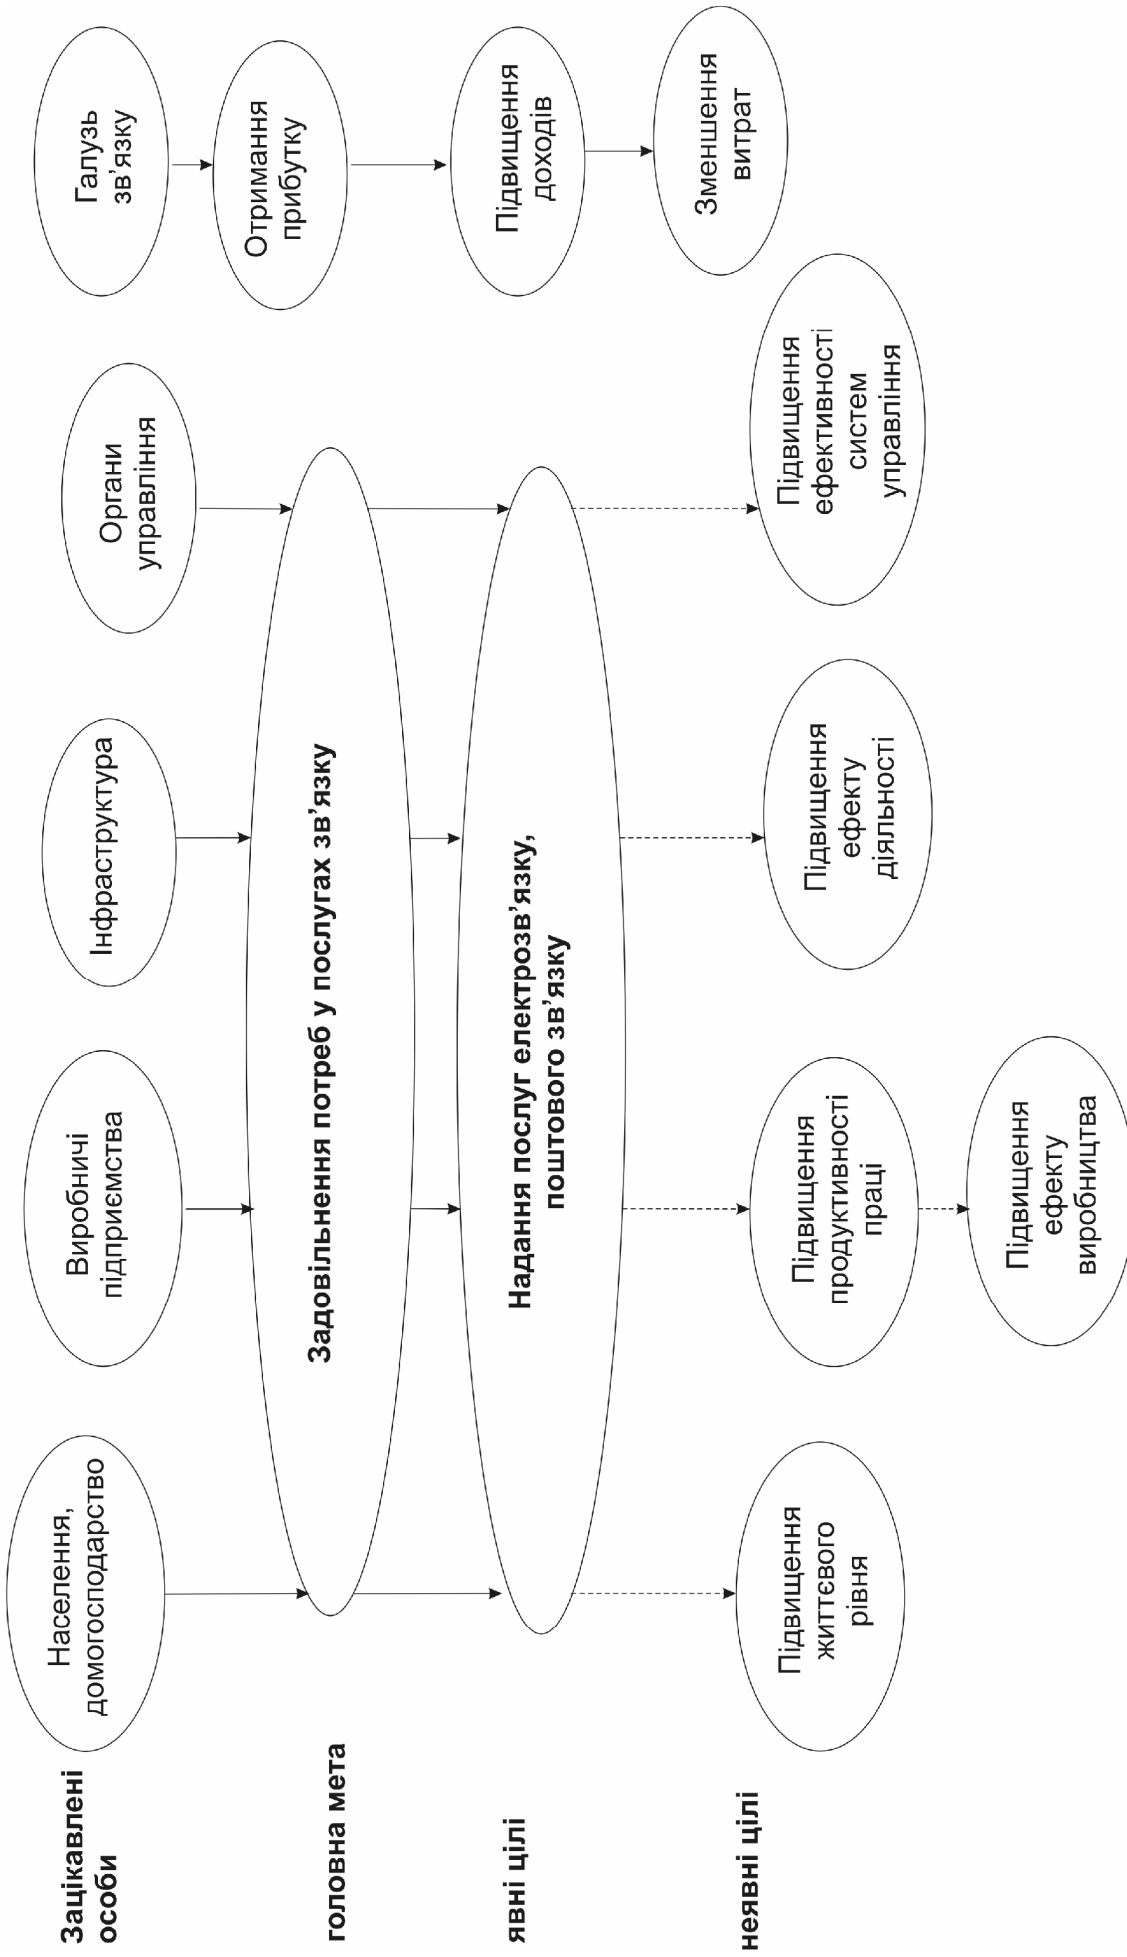 Зацікавлені
особи
Населення,
домогосподарство
Виробничі
підприємства
Інфраструктура
Органи
управління
Галузь
зв’язку
головна мета
Задовільнення потреб у послугах зв’язку
Отримання
прибутку
явні цілі
Надання послуг електрозв’язку,
поштового зв’язку
Підвищення
доходів
неявні цілі
Підвищення
життєвого
рівня
Підвищення
продуктивності
праці
Підвищення
ефекту
діяльності
Підвищення
ефективності
систем
управління
Зменшення
витрат
Підвищення
ефекту
виробництва